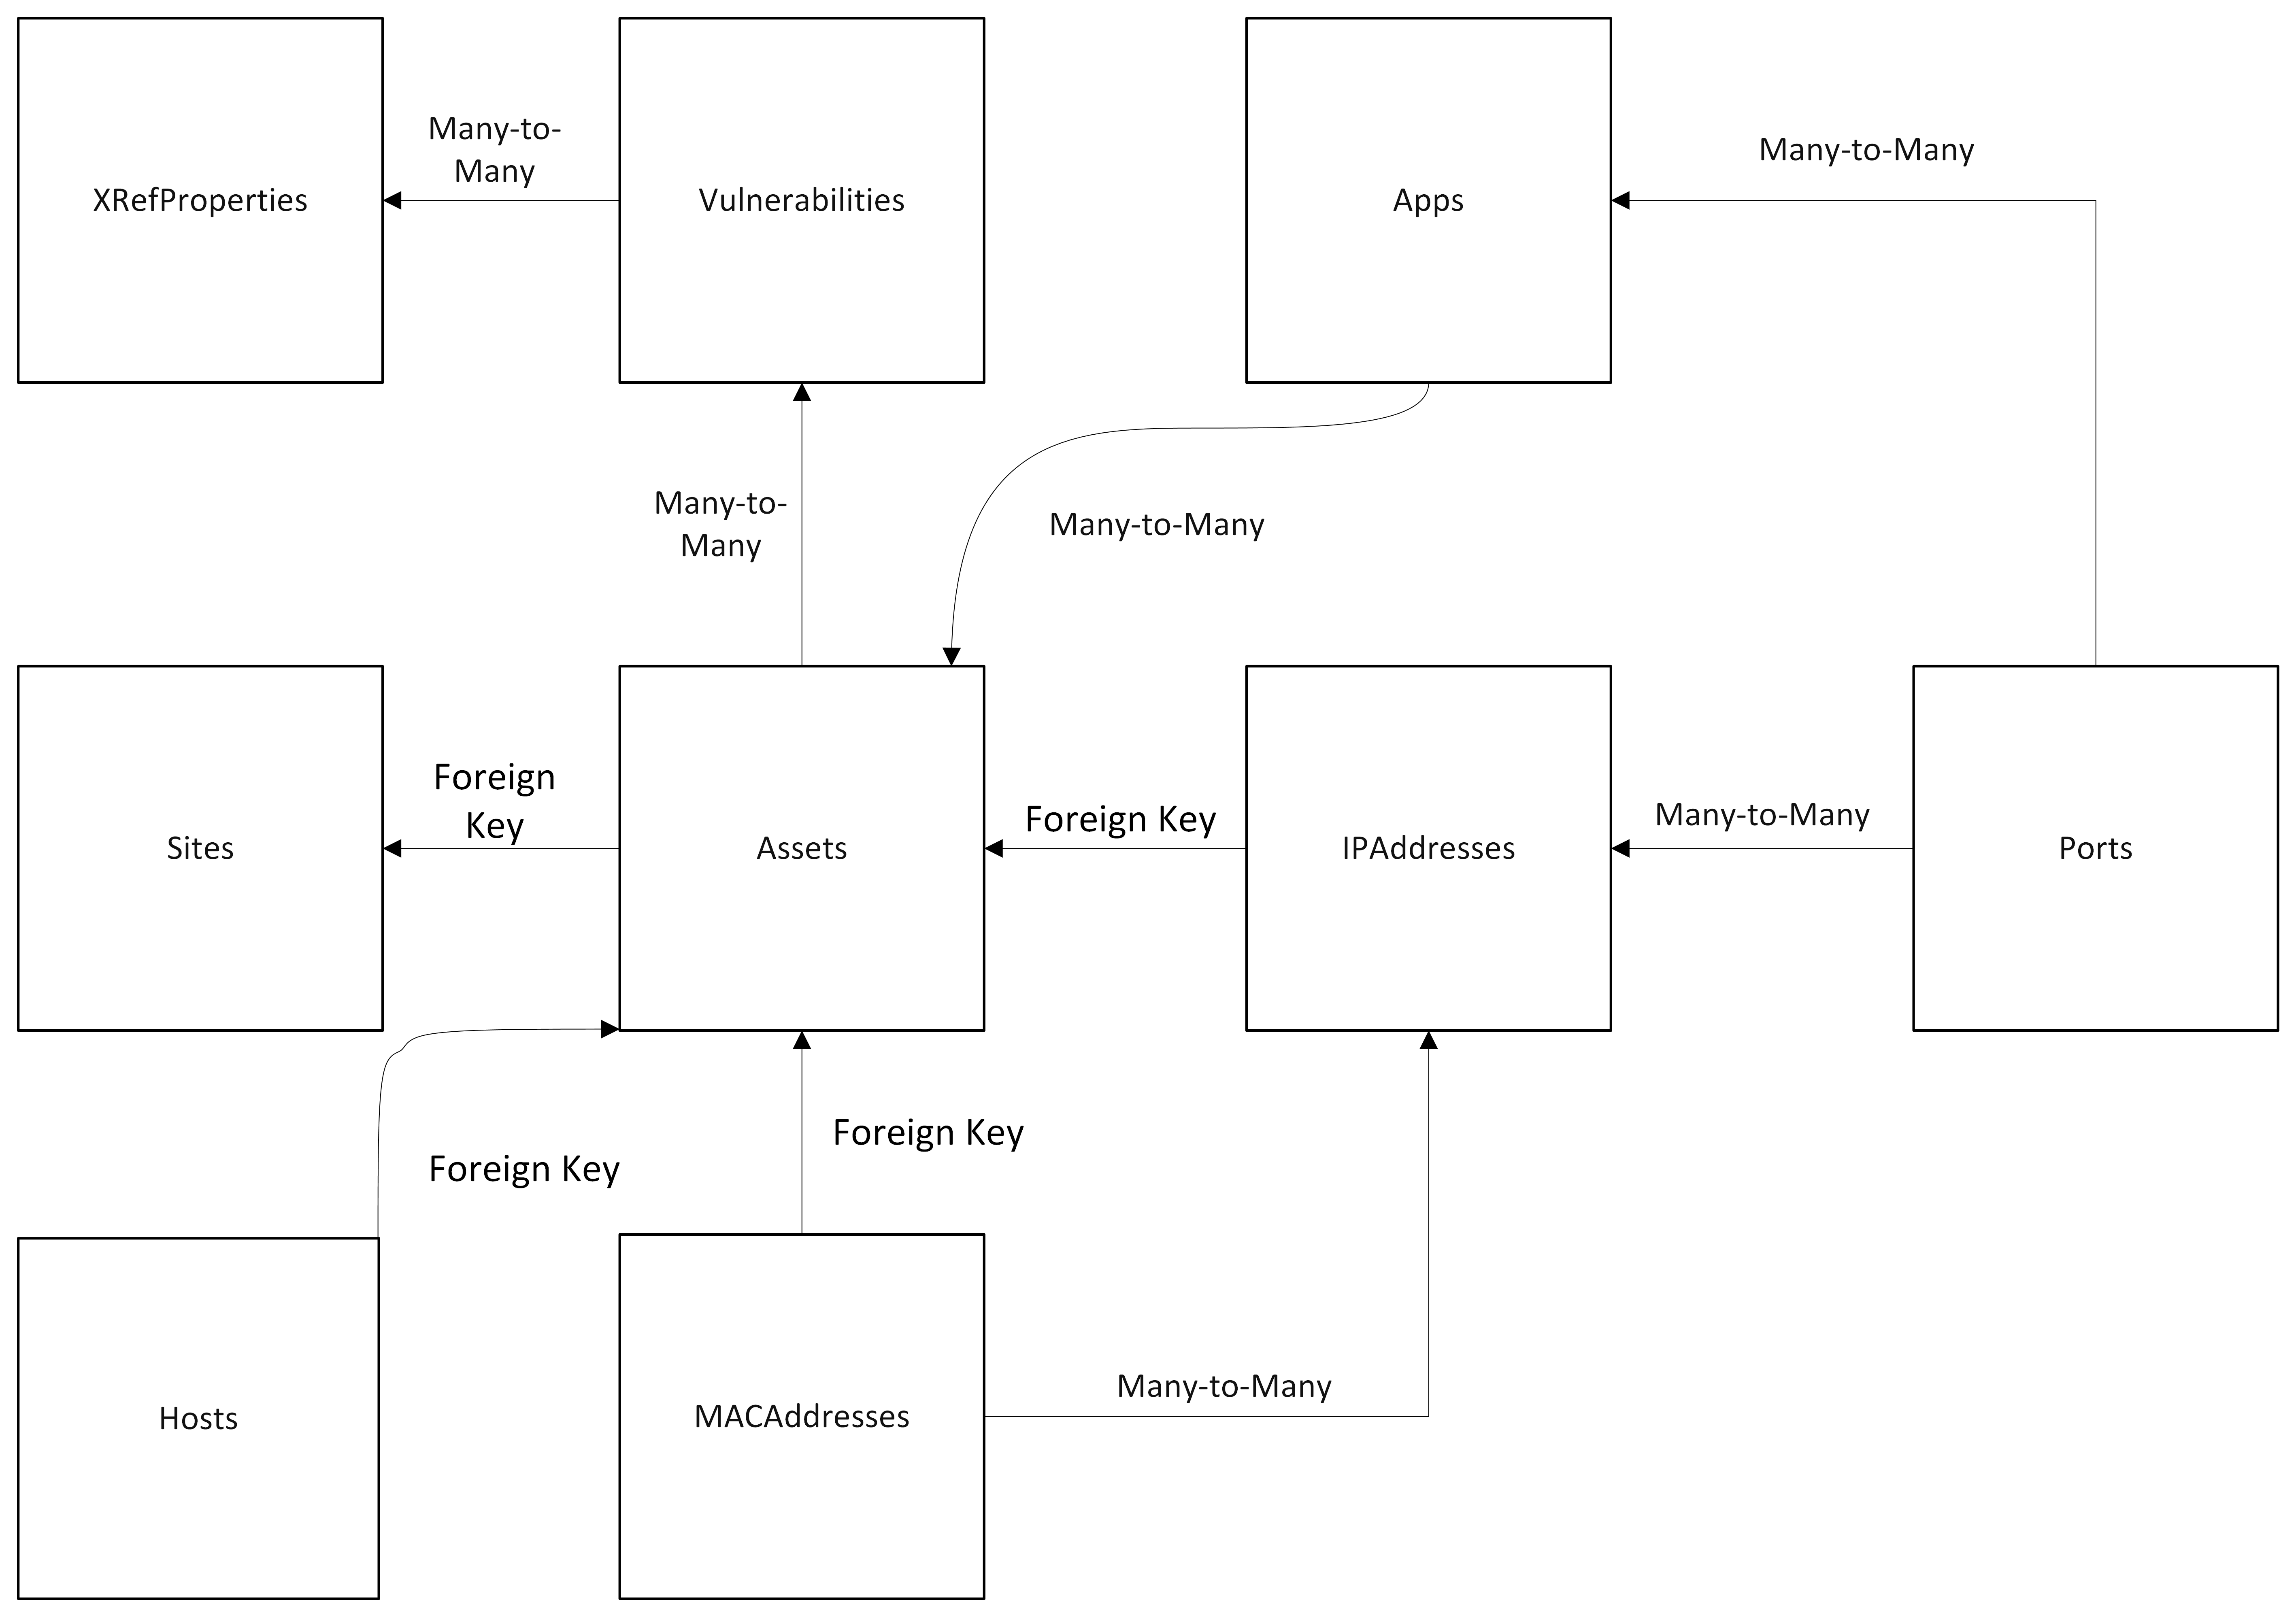 Many-to-
Many
Many-to-Many
XRefProperties
Vulnerabilities
Apps
Many-to-
Many
Many-to-Many
Foreign
Key
Foreign Key
Many-to-Many
Sites
Assets
IPAddresses
Ports
Foreign Key
Foreign Key
Many-to-Many
Hosts
MACAddresses